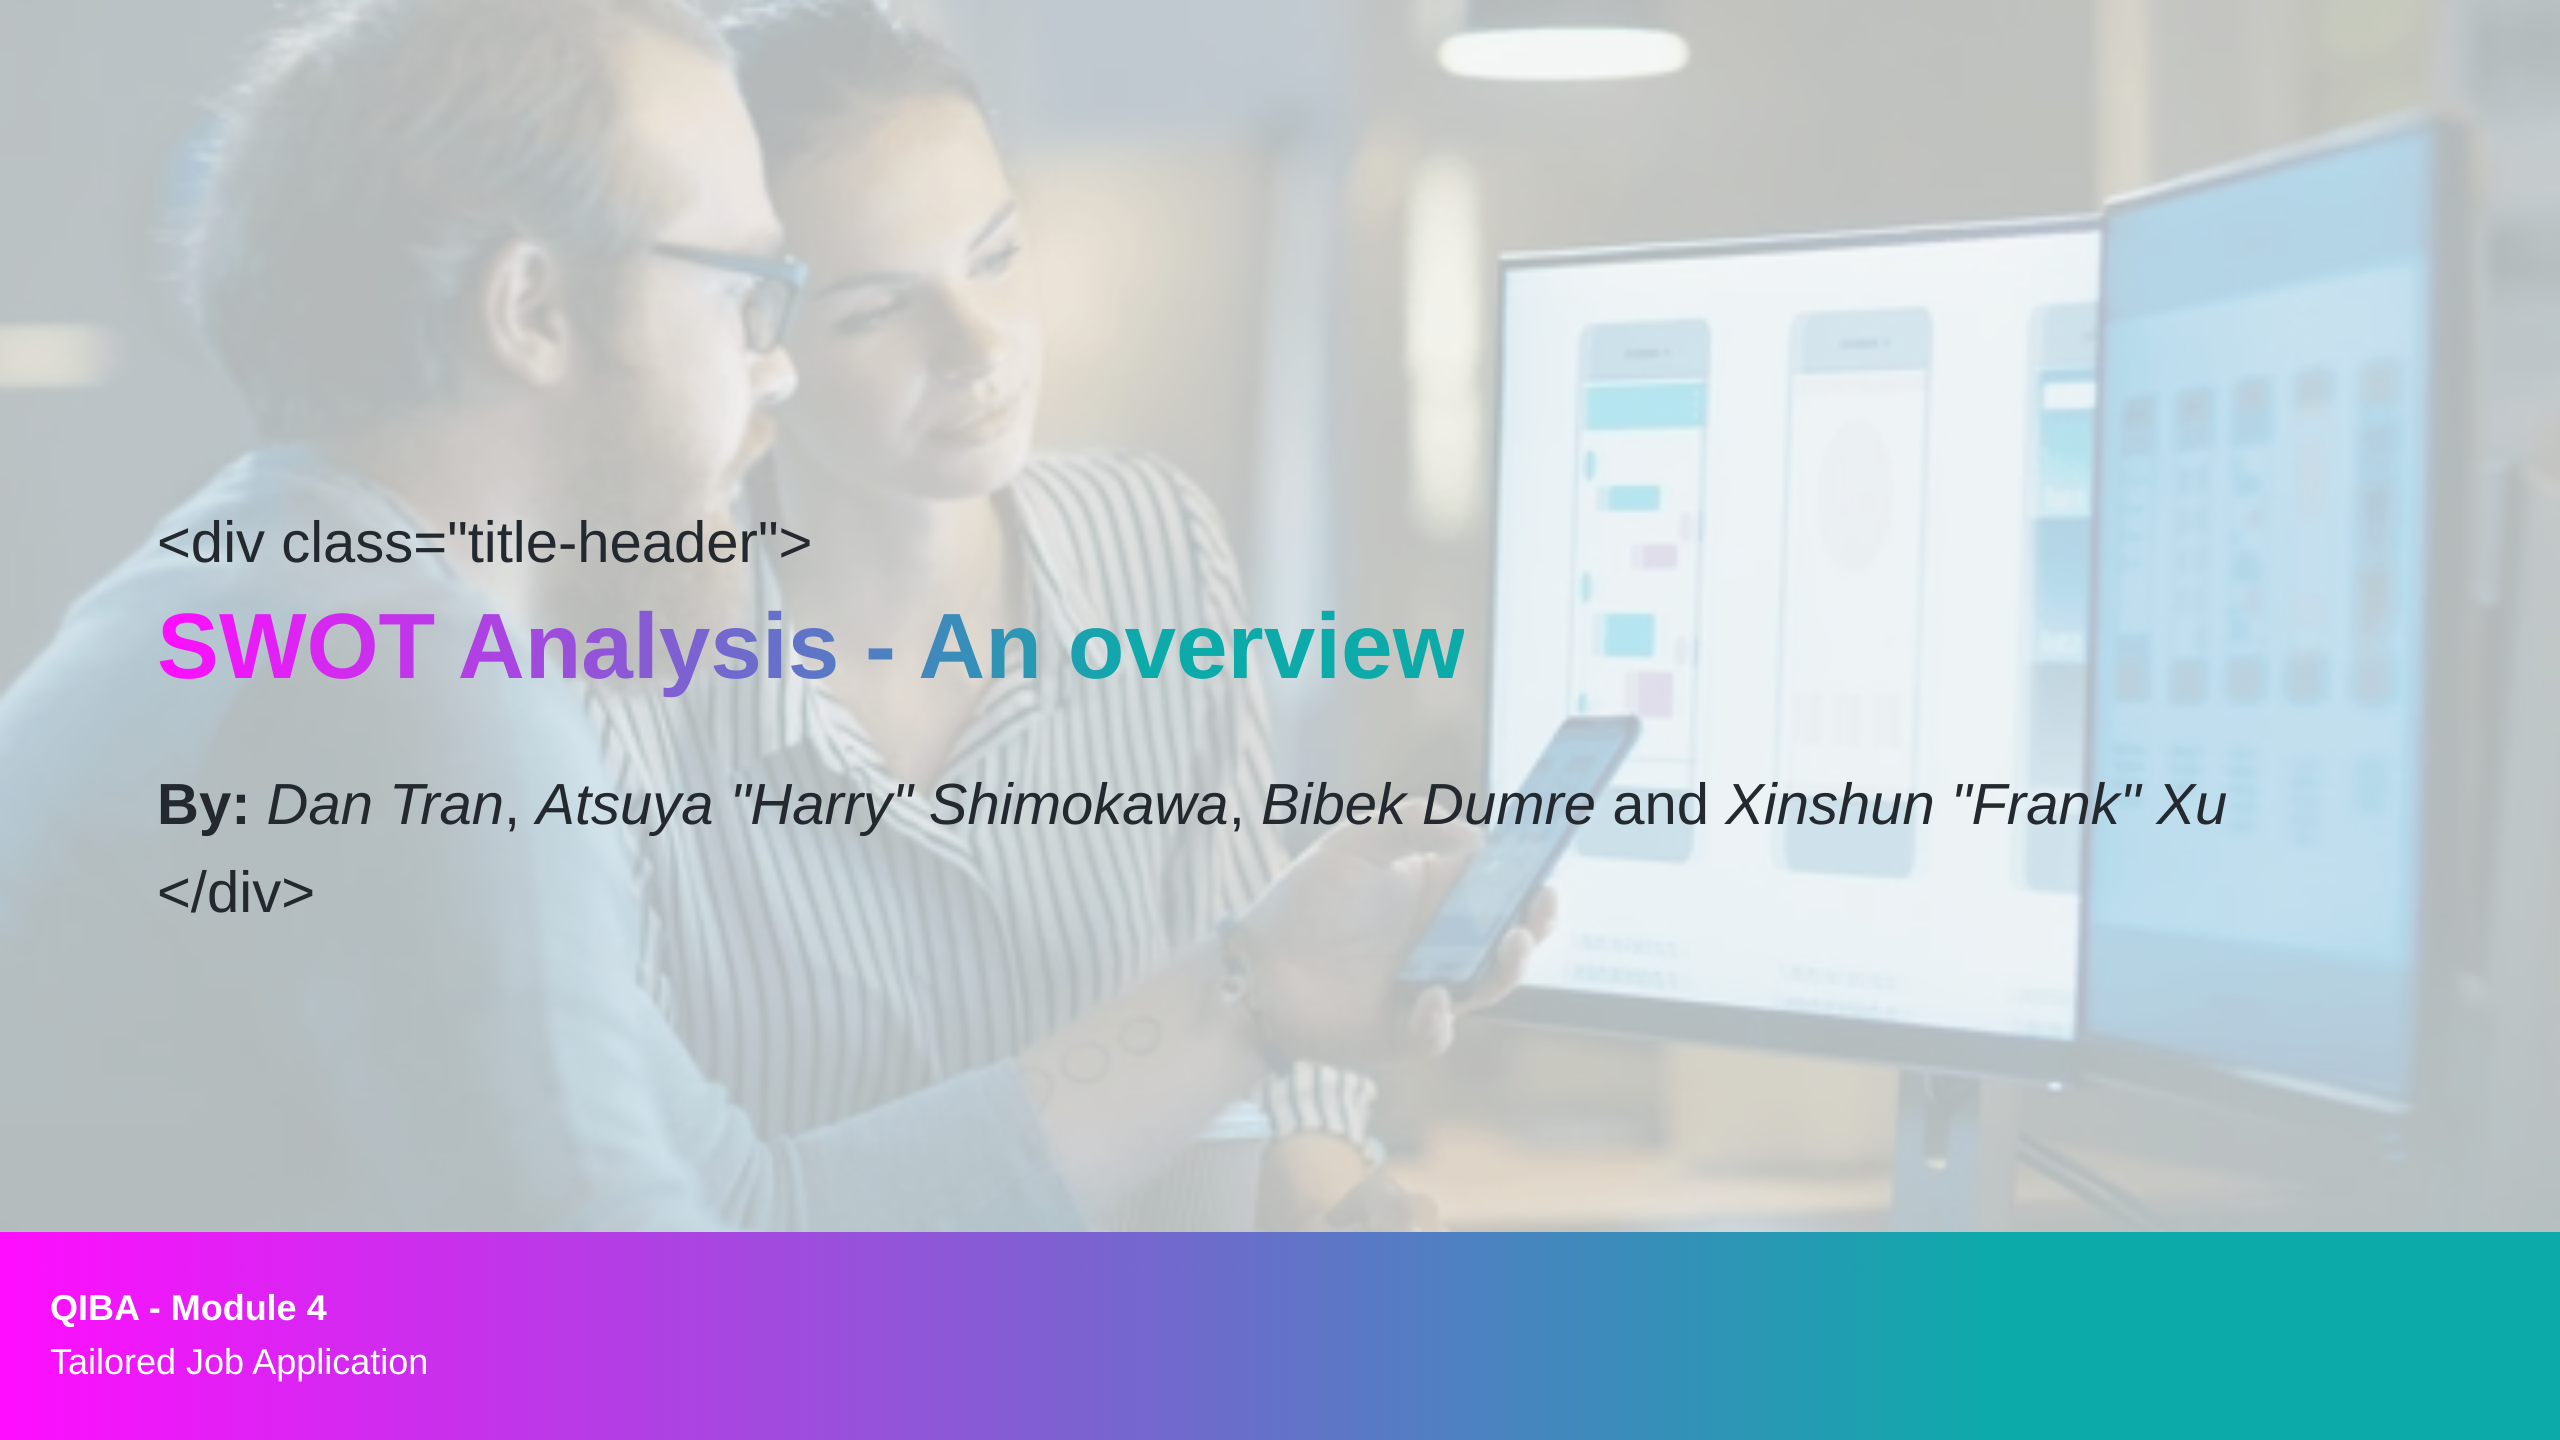 <div class="title-header">
SWOT Analysis - An overview
By: Dan Tran, Atsuya "Harry" Shimokawa, Bibek Dumre and Xinshun "Frank" Xu
</div>
QIBA - Module 4
Tailored Job Application